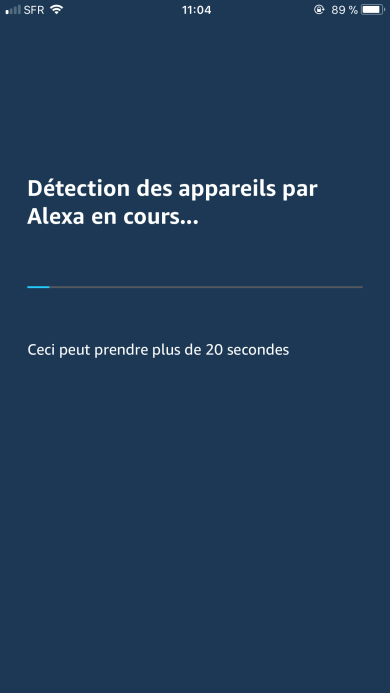 SFR 11:04 89 %
Détection des appareils par
Alexa en cours...
Ceci peut prendre plus de 20 secondes